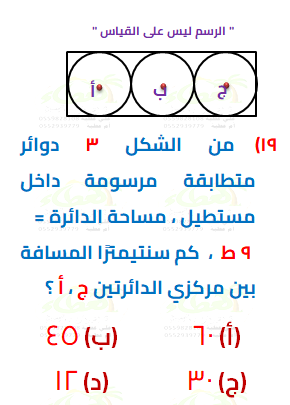 " الرسم ليس على القياس "
أ ب ج
١٩) من الشكل ٣ دوائر
متطابقة مرسومة داخل
مستطيل ، مساحة الدائرة =
٩ ط ، كم سنتيمترًا المسافة
بين مركزي الدائرتين ج ، أ ؟
(أ) ٦٠ (ب) ٤٥
(ج) ٣٠ (د) ١٢